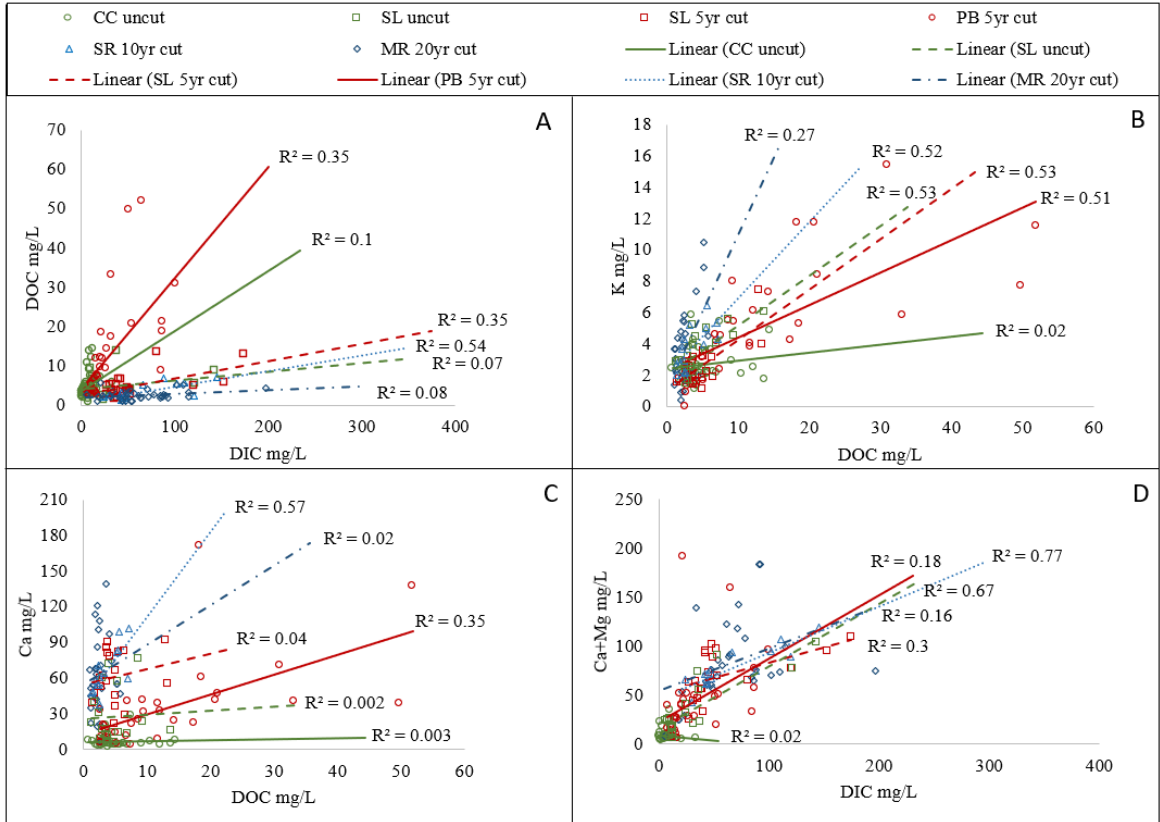 CC uncut SL uncut SL 5yr cut PB 5yr cut
SR 10yr cut MR 20yr cut Linear (CC uncut) Linear (SL uncut)
Linear (SL 5yr cut) Linear (PB 5yr cut) Linear (SR 10yr cut) Linear (MR 20yr cut)
A
70
60
50
40
30
20
10
0
DOC mg/L
R² = 0.35
R² = 0.1
R² = 0.35
R² = 0.54
R² = 0.07
R² = 0.08
0 100 200 300 400
DIC mg/L
B
18
16
14
12
10
8
6
4
2
0
K mg/L
R² = 0.27
R² = 0.52
R² = 0.53
R² = 0.53
R² = 0.51
R² = 0.02
0 10 20 30 40 50 60
DOC mg/L
C
210
180
150
120
90
60
30
0
Ca mg/L
R² = 0.57
R² = 0.02
R² = 0.35
R² = 0.04
R² = 0.002
R² = 0.003
0 10 20 30 40 50 60
DOC mg/L
D
250
200
150
100
50
0
Ca+Mg mg/L
R² = 0.18
R² = 0.77
R² = 0.67
R² = 0.16
R² = 0.3
R² = 0.02
0 100 200 300 400
DIC mg/L